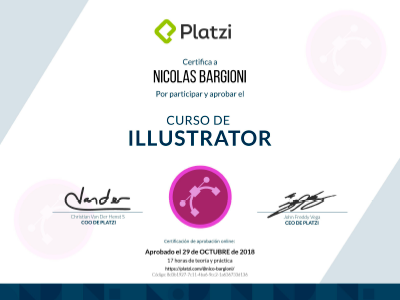 Platzi
Certifica a
NICOLAS BARGIONI
Por participar y aprobar el
CURSO DE
ILLUSTRATOR
Christian Van Der Henst S
COO DE PLATZI
John Freddy Vega
CEO DE PLATZI
Certificación de aprobación online:
Aprobado el 29 de OCTUBRE de 2018
17 horas de teoría y práctica
https://platzi.com/@nico-bargioni/
Código: